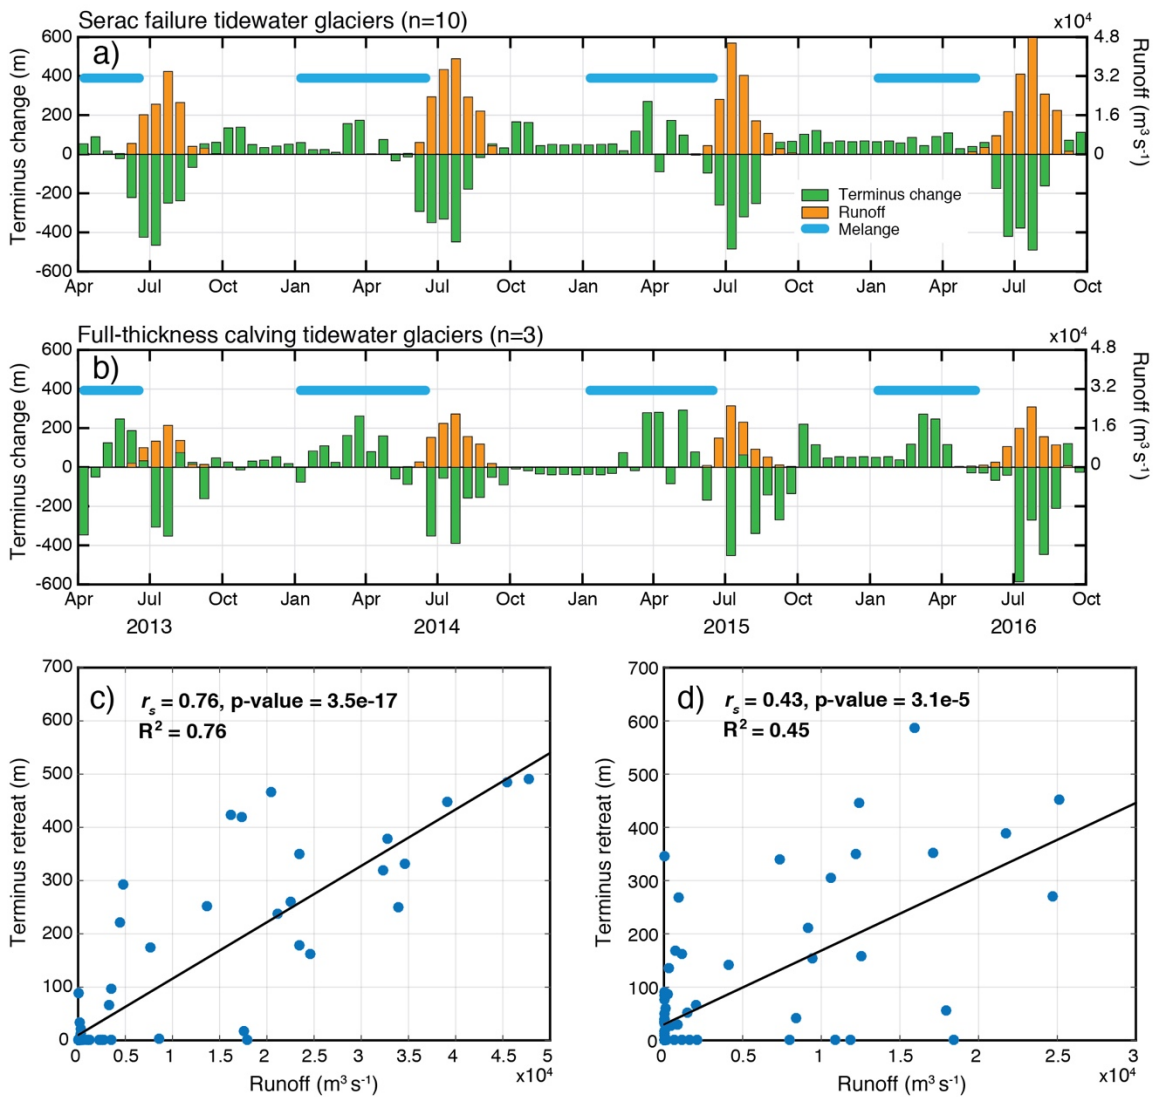 Serac failure tidewater glaciers (n=10)
x10⁴
a)
600
400
200
0
-200
-400
-600
Terminus change (m)
4.8
3.2
1.6
0
Runoff (m³ s⁻¹)
Terminus change
Runoff
Melange
Apr Jul Oct Jan Apr Jul Oct Jan Apr Jul Oct Jan Apr Jul Oct
Full-thickness calving tidewater glaciers (n=3)
x10⁴
b)
600
400
200
0
-200
-400
-600
Terminus change (m)
4.8
3.2
1.6
0
Runoff (m³ s⁻¹)
Apr Jul Oct Jan Apr Jul Oct Jan Apr Jul Oct Jan Apr Jul Oct
2013 2014 2015 2016
c)
rₛ = 0.76, p-value = 3.5e-17
R² = 0.76
700
600
500
400
300
200
100
0
Terminus retreat (m)
0 0.5 1 1.5 2 2.5 3 3.5 4 4.5 5
x10⁴
Runoff (m³ s⁻¹)
d)
rₛ = 0.43, p-value = 3.1e-5
R² = 0.45
700
600
500
400
300
200
100
0
Terminus retreat (m)
0 0.5 1 1.5 2 2.5 3
x10⁴
Runoff (m³ s⁻¹)